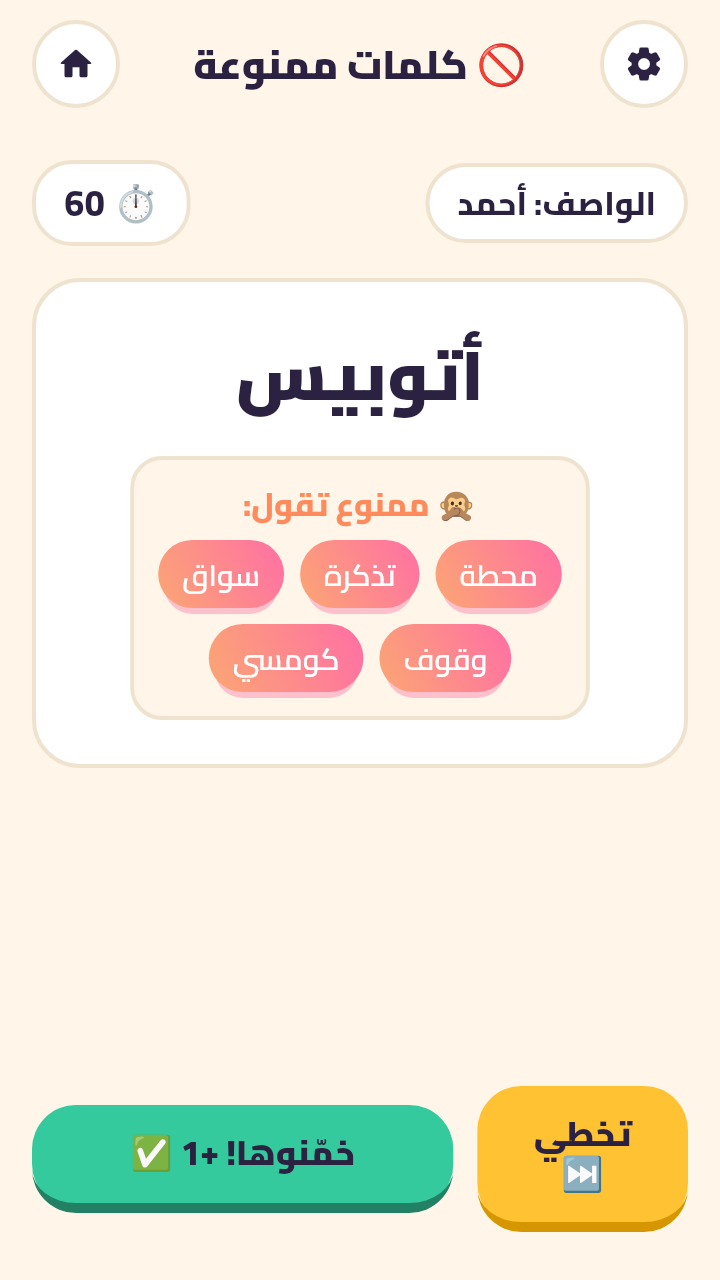 🚫 كلمات ممنوعة
الواصف: أحمد
⏱️ 60
أتوبيس
🙊 ممنوع تقول:
محطة تذكرة سواق
وقوف كومسي
تخطي
⏭️
خمّنوها! +1 ✅